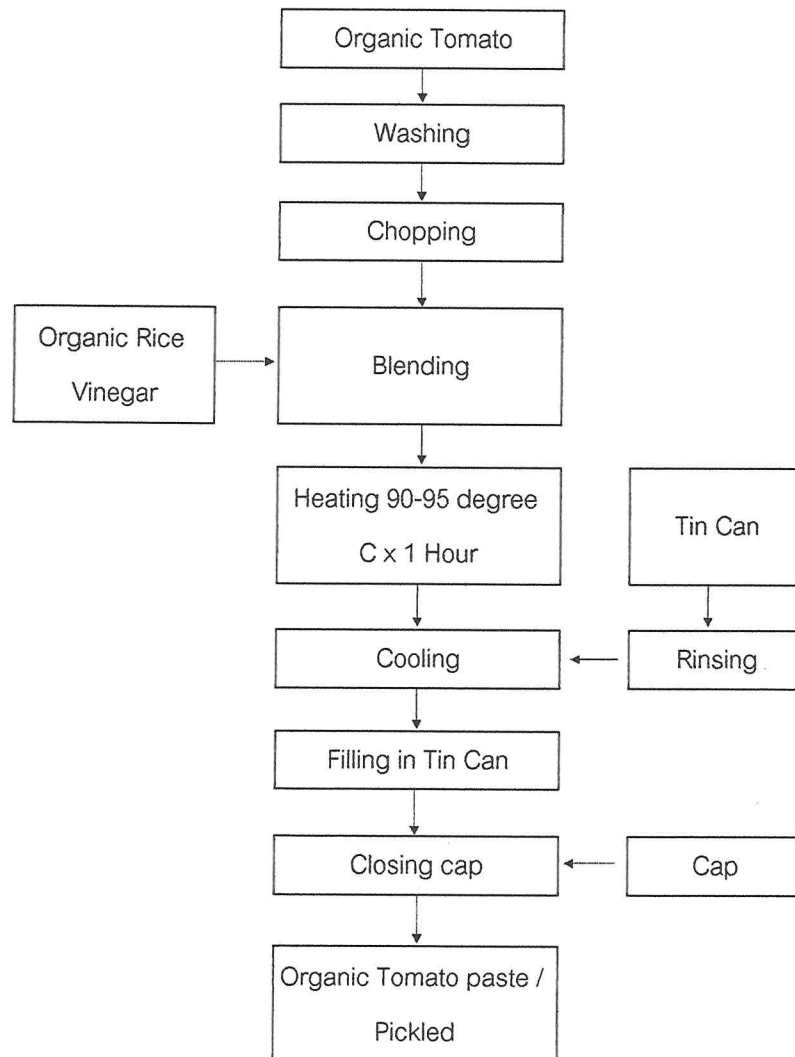 Organic Tomato
Washing
Chopping
Organic Rice
Vinegar
Blending
Heating 90-95 degree
C x 1 Hour
Tin Can
Cooling
Rinsing
Filling in Tin Can
Closing cap
Cap
Organic Tomato paste /
Pickled